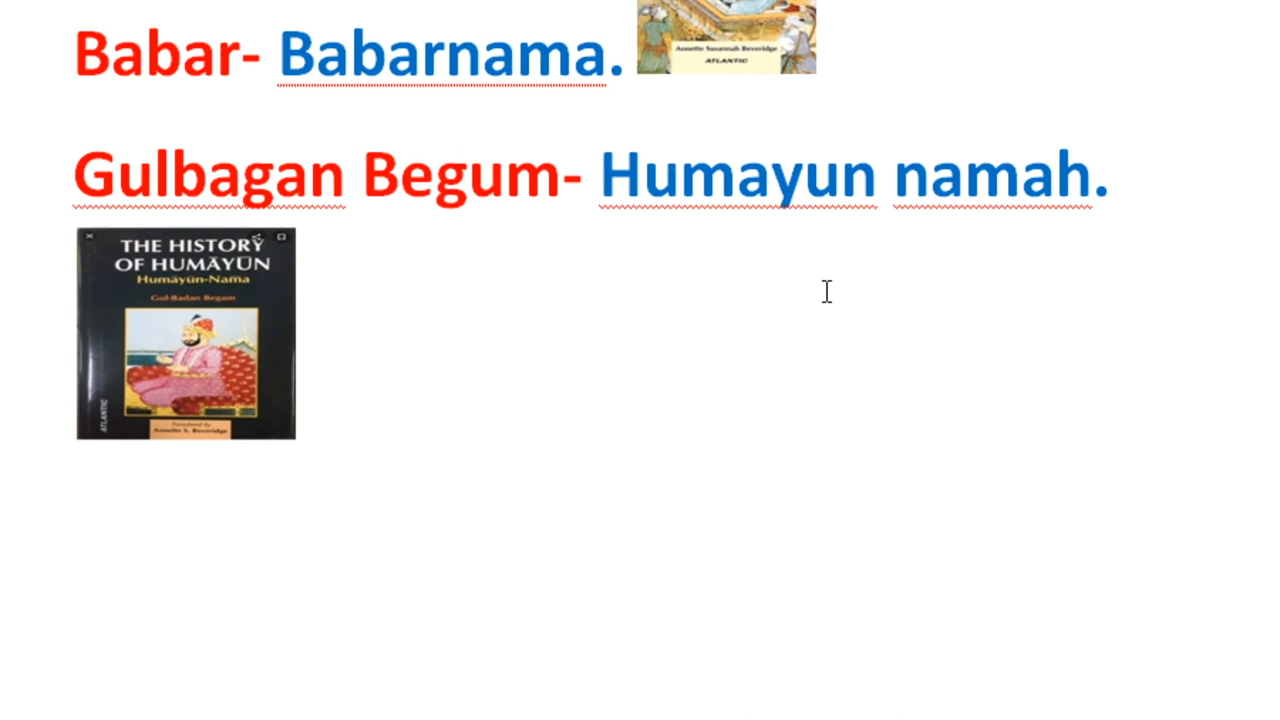 Babar- Babarnama.
Annette Susannah Beveridge
ATLANTIC
Gulbagan Begum- Humayun namah.
THE HISTORY
OF HUMĀYŪN
Humāyūn-Nama
Gul-Badan Begam
ATLANTIC
Translated by
Annette S. Beveridge